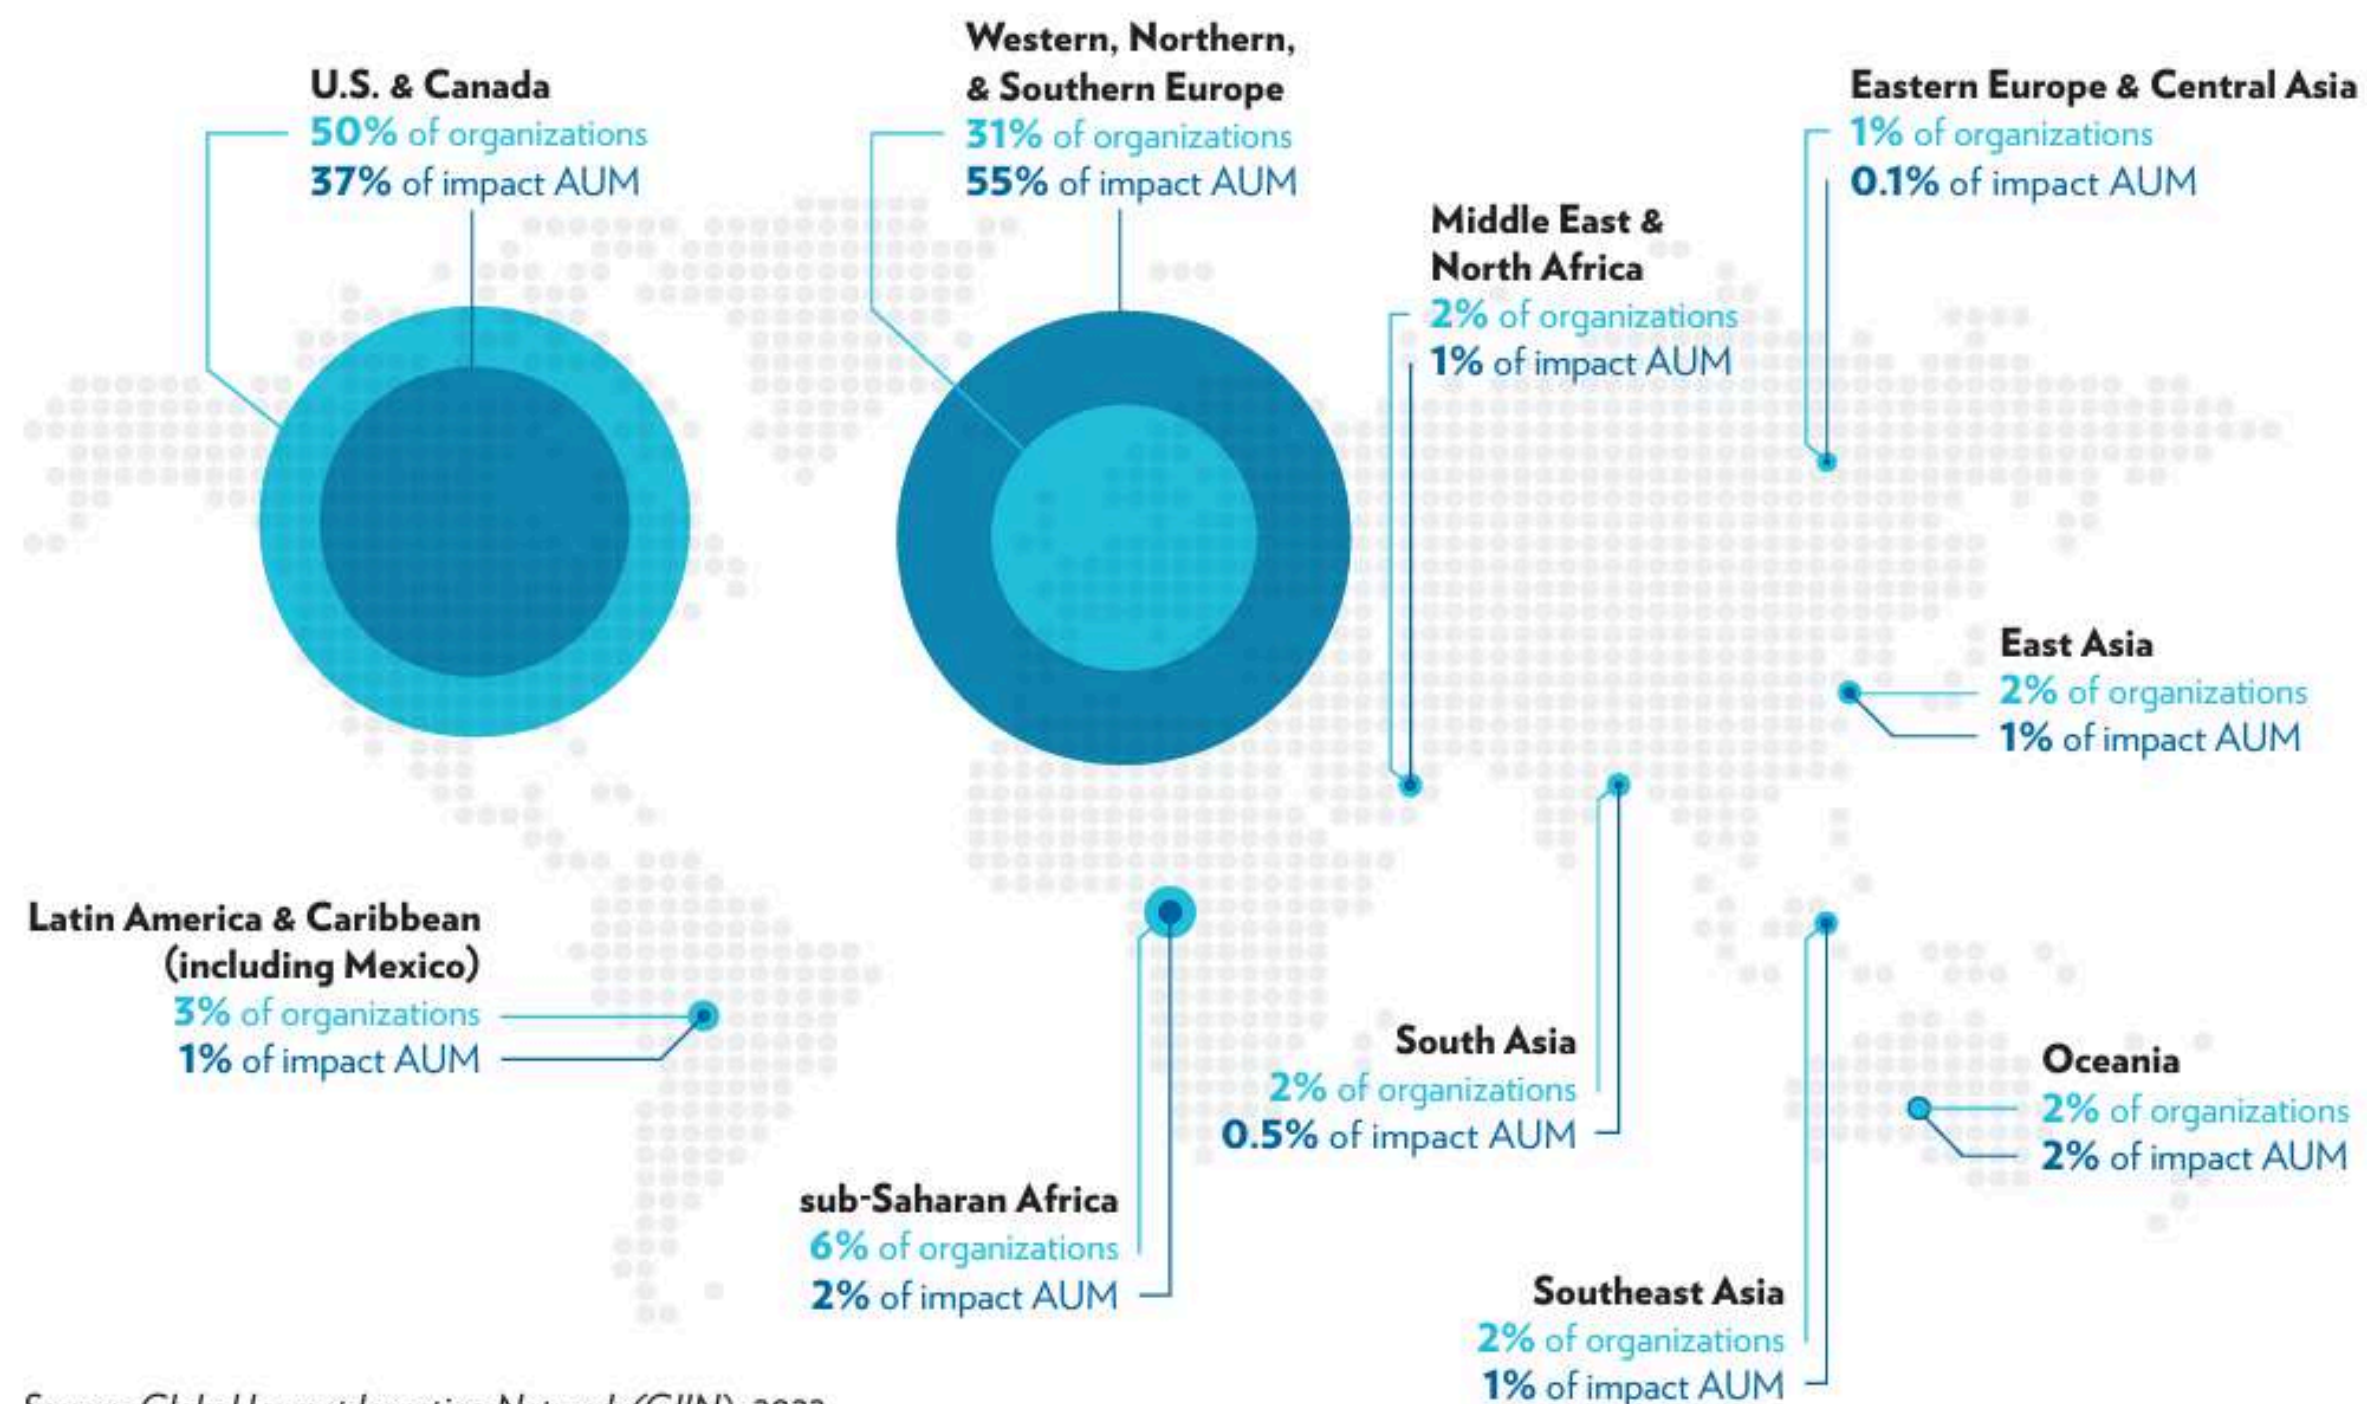 U.S. & Canada
50% of organizations
37% of impact AUM
Western, Northern,
& Southern Europe
31% of organizations
55% of impact AUM
Eastern Europe & Central Asia
1% of organizations
0.1% of impact AUM
Middle East &
North Africa
2% of organizations
1% of impact AUM
East Asia
2% of organizations
1% of impact AUM
Latin America & Caribbean
(including Mexico)
3% of organizations
1% of impact AUM
South Asia
2% of organizations
0.5% of impact AUM
Oceania
2% of organizations
2% of impact AUM
sub-Saharan Africa
6% of organizations
2% of impact AUM
Southeast Asia
2% of organizations
1% of impact AUM
Global Impact Investing Network (GIIN)